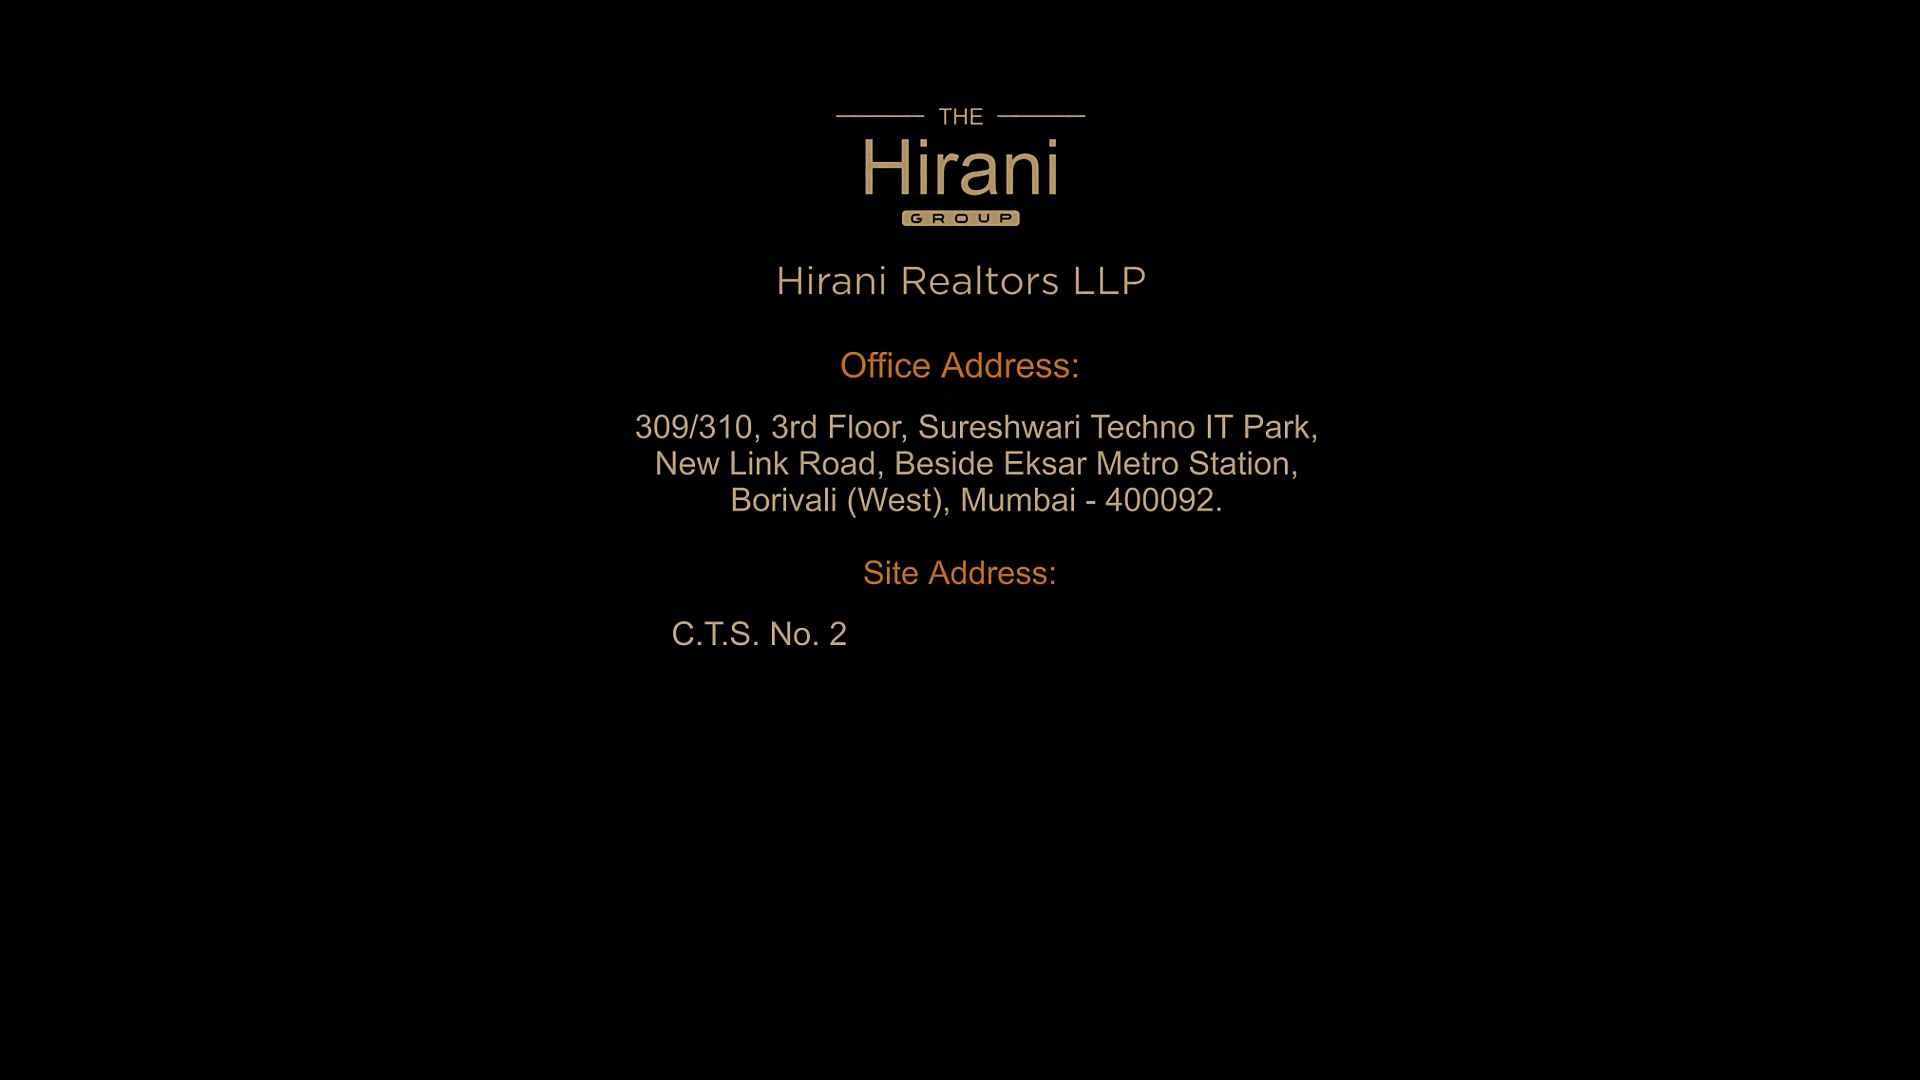 THE
Hirani
GROUP
Hirani Realtors LLP
Office Address:
309/310, 3rd Floor, Sureshwari Techno IT Park,
New Link Road, Beside Eksar Metro Station,
Borivali (West), Mumbai - 400092.
Site Address:
C.T.S. No. 2